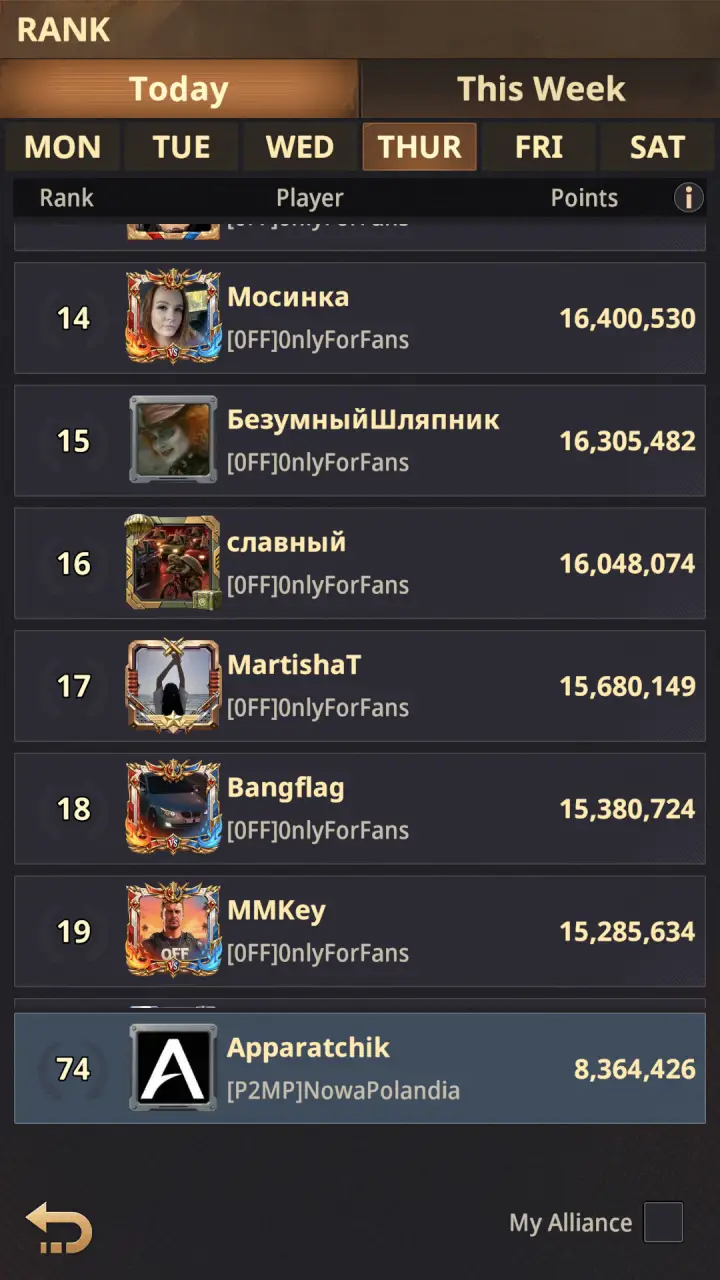 RANK
Today
This Week
MON
TUE
WED
THUR
FRI
SAT
Rank
Player
Points
14
Мосинка
[0FF]0nlyForFans
16,400,530
15
БезумныйШляпник
[0FF]0nlyForFans
16,305,482
16
славный
[0FF]0nlyForFans
16,048,074
17
MartishaT
[0FF]0nlyForFans
15,680,149
18
Bangflag
[0FF]0nlyForFans
15,380,724
19
MMKey
[0FF]0nlyForFans
15,285,634
OFF
74
Apparatchik
[P2MP]NowaPolandia
8,364,426
My Alliance